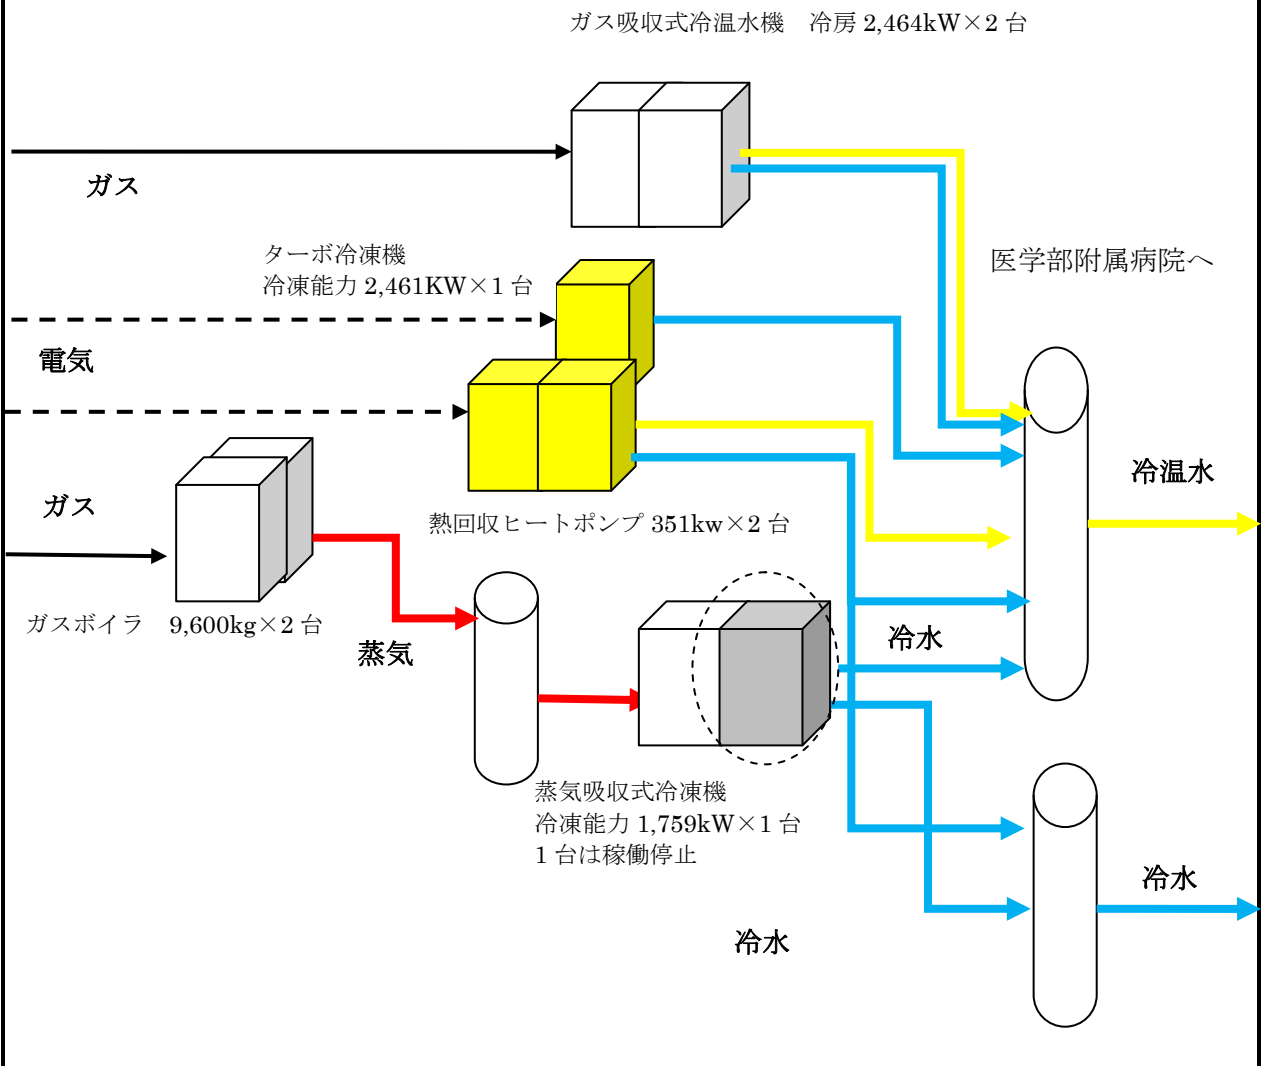 ガス吸収式冷温水機　冷房 2,464kW×2 台
ガス
ターボ冷凍機
冷凍能力 2,461KW×1 台
医学部附属病院へ
電気
冷温水
ガス
熱回収ヒートポンプ 351kw×2 台
ガスボイラ　9,600kg×2 台
蒸気
冷水
蒸気吸収式冷凍機
冷凍能力 1,759kW×1 台
1 台は稼働停止
冷水
冷水